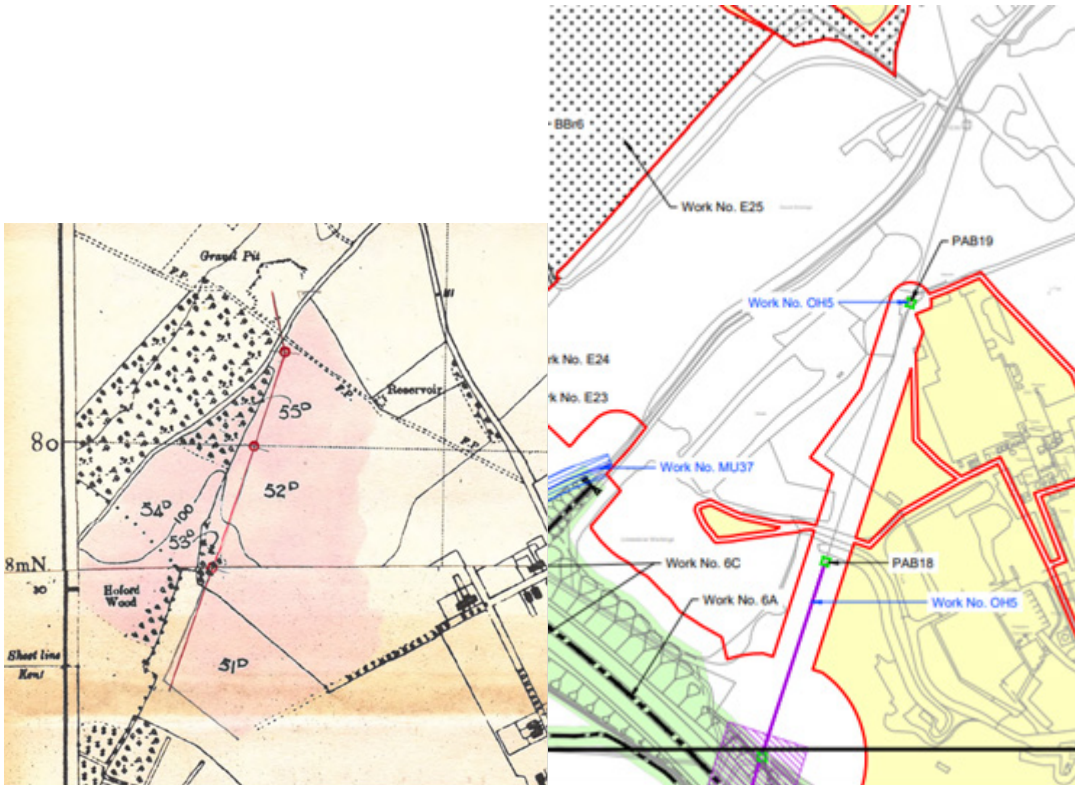 Gravel Pit
F.P.
Reservoir
55D
F.P.
80
F.P.
52D
54D
100
53D
8mN
30
Hoford
Wood
51D
Sheet line
Kent
BBr6
Work No. E25
PAB19
Work No. OH5
rk No. E24
rk No. E23
Work No. MU37
Work No. 6C
PAB18
Work No. 6A
Work No. OH5